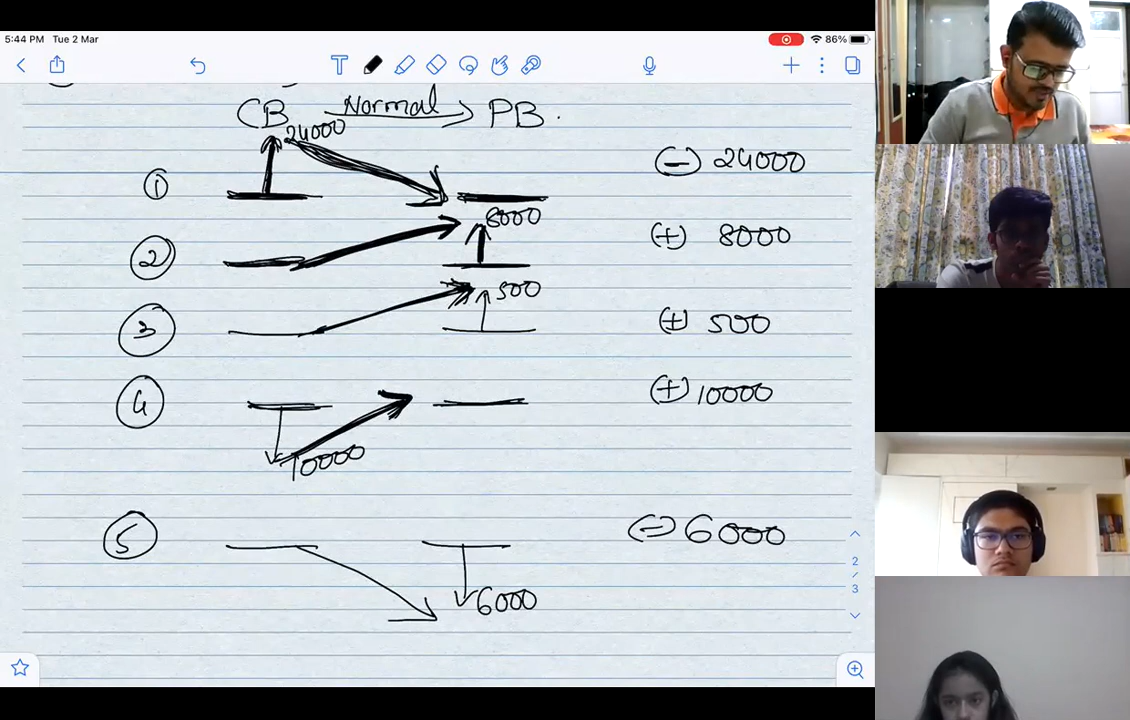 5:44 PM Tue 2 Mar
86%
CB Normal PB.
24000
1 (-) 24000
8000
2 (+) 8000
500
3 (+) 500
4 (+) 10000
10000
5 (-) 6000
6000
2
/
3